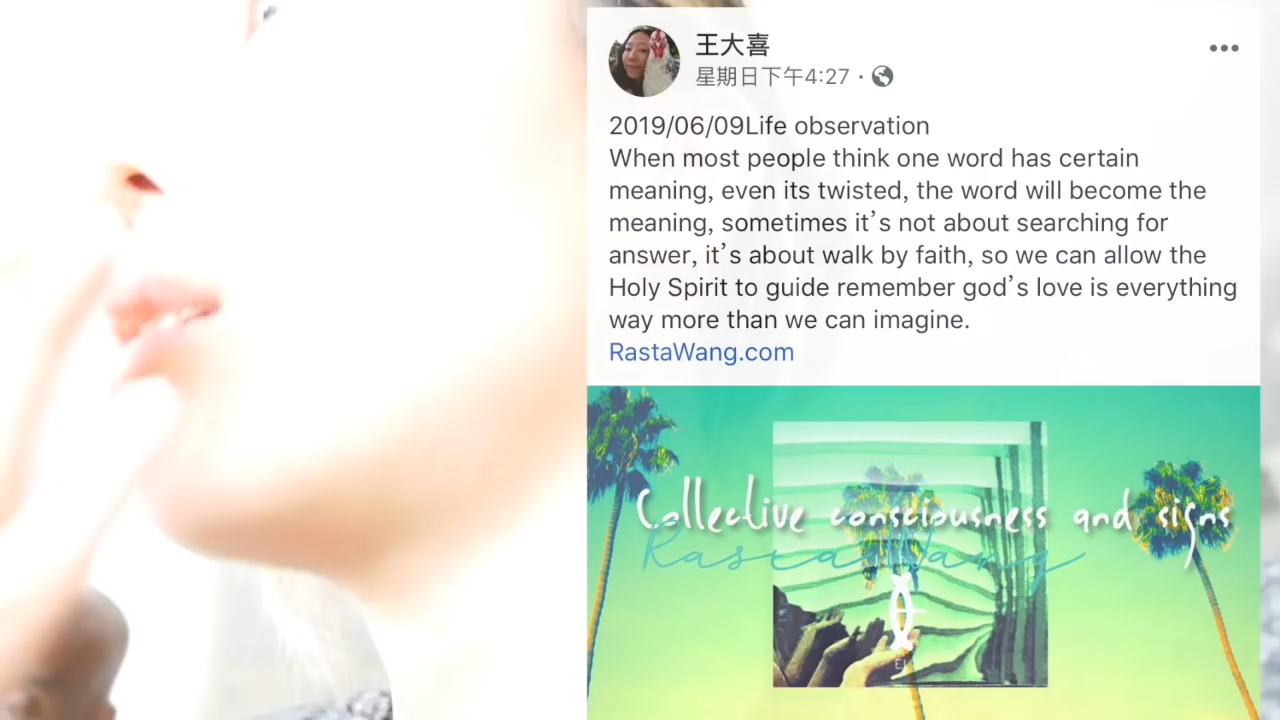 王大喜
星期日下午4:27 ·
2019/06/09Life observation
When most people think one word has certain
meaning, even its twisted, the word will become the
meaning, sometimes it’s not about searching for
answer, it’s about walk by faith, so we can allow the
Holy Spirit to guide remember god’s love is everything
way more than we can imagine.
RastaWang.com
Collective consciousness and signs
RastaWang